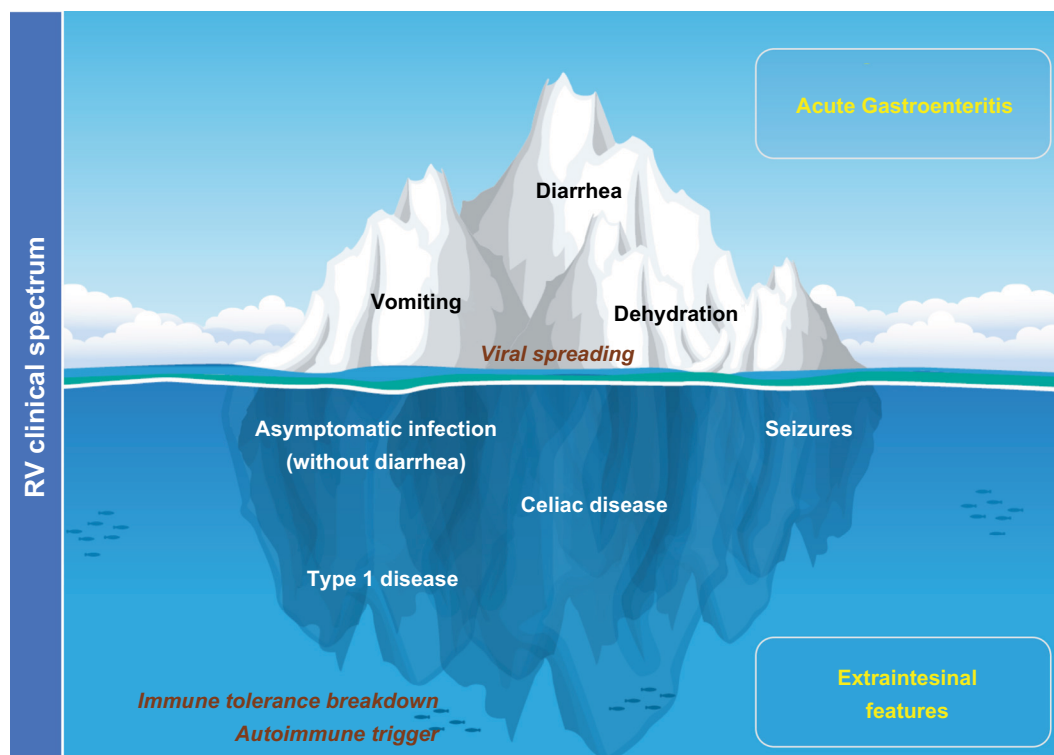 RV clinical spectrum
Acute Gastroenteritis
Diarrhea
Vomiting
Dehydration
Viral spreading
Asymptomatic infection
(without diarrhea)
Seizures
Celiac disease
Type 1 disease
Extraintesinal
features
Immune tolerance breakdown
Autoimmune trigger